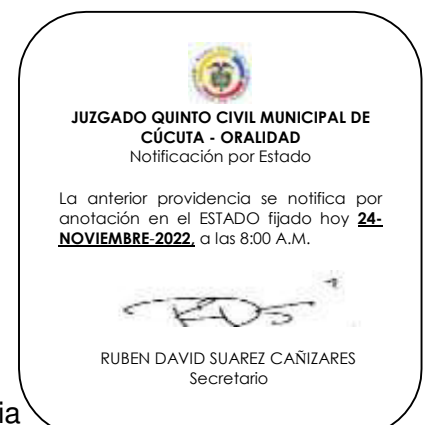 JUZGADO QUINTO CIVIL MUNICIPAL DE
CÚCUTA - ORALIDAD
Notificación por Estado
La anterior providencia se notifica por
anotación en el ESTADO fijado hoy 24-
NOVIEMBRE-2022, a las 8:00 A.M.
RUBEN DAVID SUAREZ CAÑIZARES
Secretario
ia